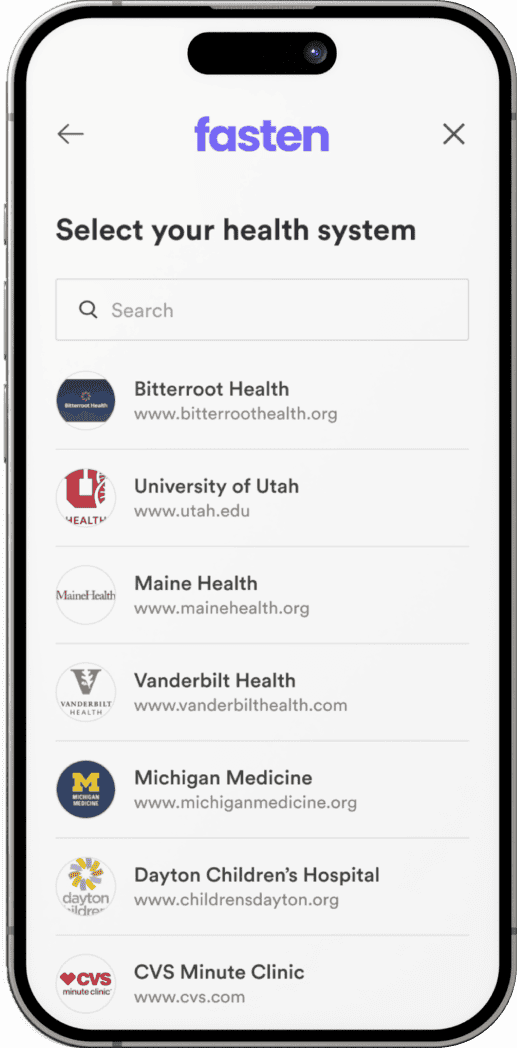 fasten
Select your health system
Search
Bitterroot Health
Bitterroot Health
www.bitterroothealth.org
University of Utah
HEALTH
www.utah.edu
Maine Health
MaineHealth
www.mainehealth.org
Vanderbilt Health
VANDERBILT
HEALTH
www.vanderbilthealth.com
Michigan Medicine
M
MICHIGAN
MEDICINE
www.michiganmedicine.org
Dayton Children’s Hospital
dayton
www.childrensdayton.org
CVS Minute Clinic
CVS
minute clinic
www.cvs.com